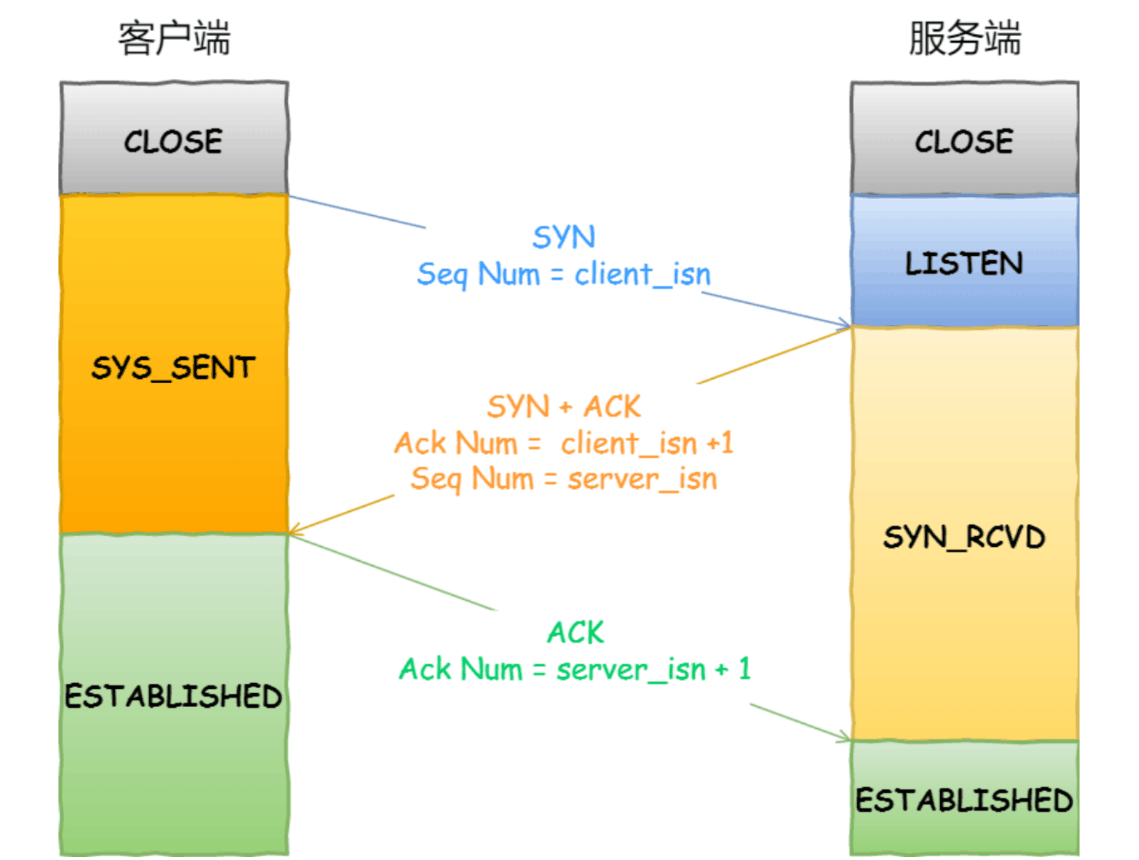 客户端
服务端
CLOSE
CLOSE
SYN
Seq Num = client_isn
LISTEN
SYS_SENT
SYN + ACK
Ack Num = client_isn +1
Seq Num = server_isn
SYN_RCVD
ACK
Ack Num = server_isn + 1
ESTABLISHED
ESTABLISHED